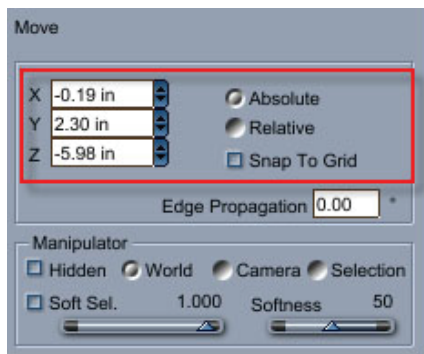 Move
X -0.19 in Absolute
Y 2.30 in Relative
Z -5.98 in Snap To Grid
Edge Propagation 0.00 °
Manipulator
Hidden World Camera Selection
Soft Sel. 1.000 Softness 50